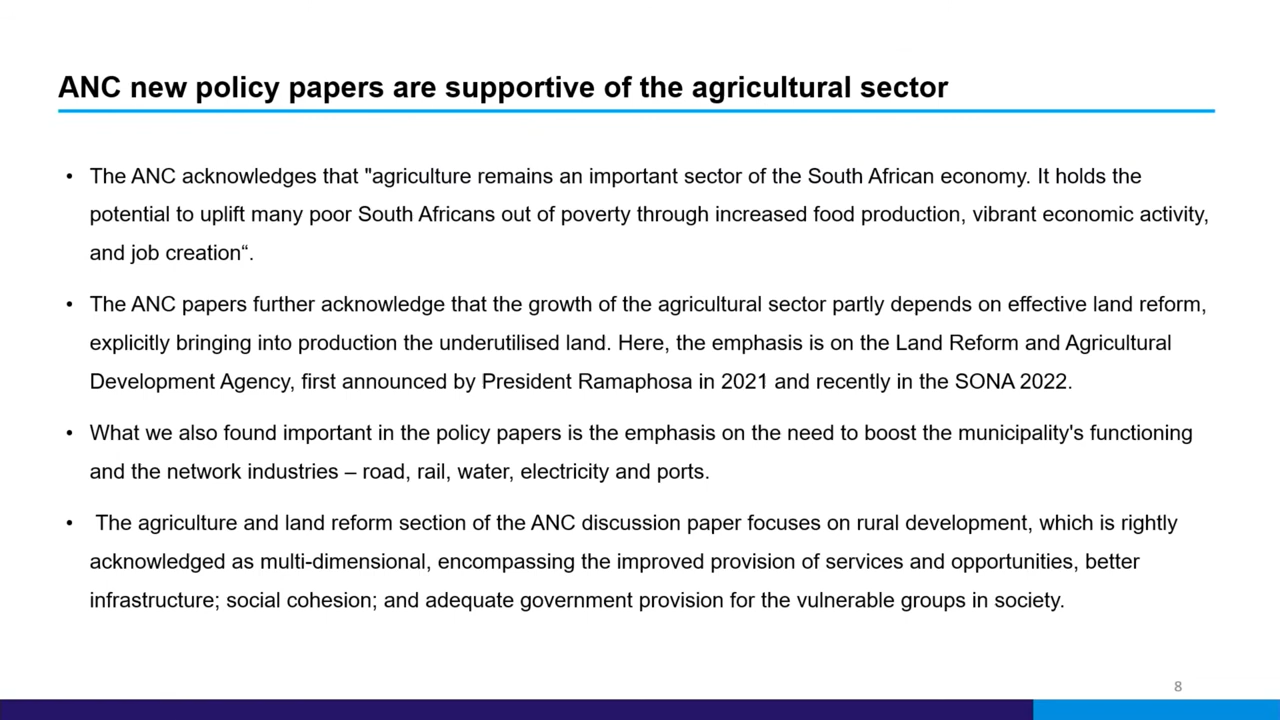 ANC new policy papers are supportive of the agricultural sector
• The ANC acknowledges that "agriculture remains an important sector of the South African economy. It holds the
potential to uplift many poor South Africans out of poverty through increased food production, vibrant economic activity,
and job creation“.
• The ANC papers further acknowledge that the growth of the agricultural sector partly depends on effective land reform,
explicitly bringing into production the underutilised land. Here, the emphasis is on the Land Reform and Agricultural
Development Agency, first announced by President Ramaphosa in 2021 and recently in the SONA 2022.
• What we also found important in the policy papers is the emphasis on the need to boost the municipality's functioning
and the network industries – road, rail, water, electricity and ports.
• The agriculture and land reform section of the ANC discussion paper focuses on rural development, which is rightly
acknowledged as multi-dimensional, encompassing the improved provision of services and opportunities, better
infrastructure; social cohesion; and adequate government provision for the vulnerable groups in society.
8